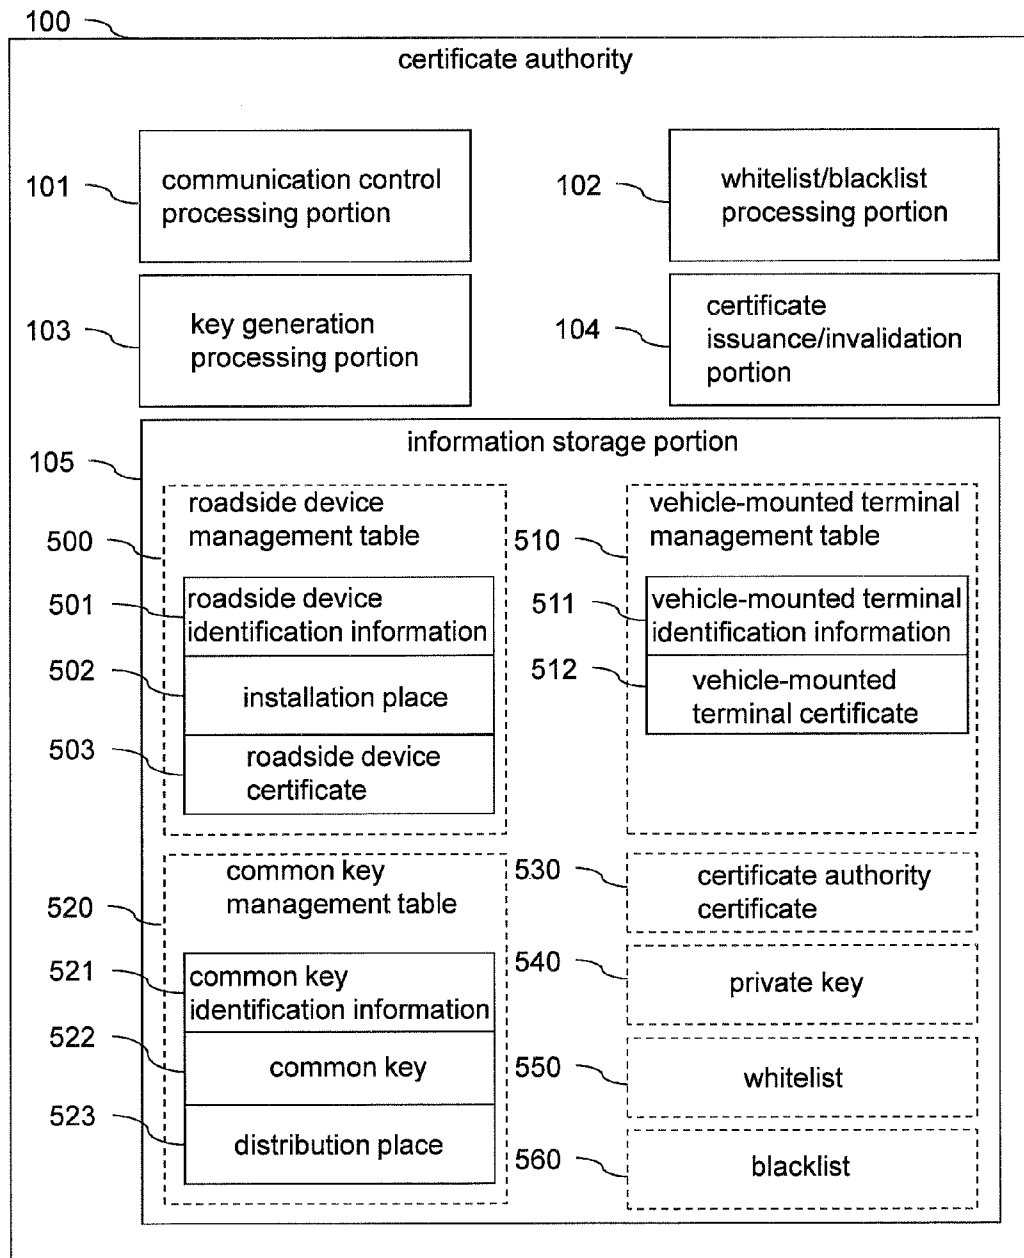 100
certificate authority
101
communication control
processing portion
102
whitelist/blacklist
processing portion
103
key generation
processing portion
104
certificate
issuance/invalidation
portion
105
information storage portion
500
roadside device
management table
501
roadside device
identification information
502
installation place
503
roadside device
certificate
510
vehicle-mounted terminal
management table
511
vehicle-mounted terminal
identification information
512
vehicle-mounted
terminal certificate
520
common key
management table
521
common key
identification information
522
common key
523
distribution place
530
certificate authority
certificate
540
private key
550
whitelist
560
blacklist